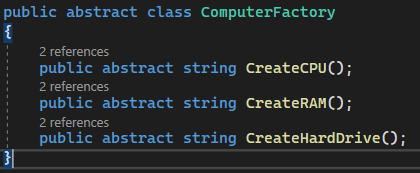 public abstract class ComputerFactory
{
2 references
public abstract string CreateCPU();
2 references
public abstract string CreateRAM();
2 references
public abstract string CreateHardDrive();
}